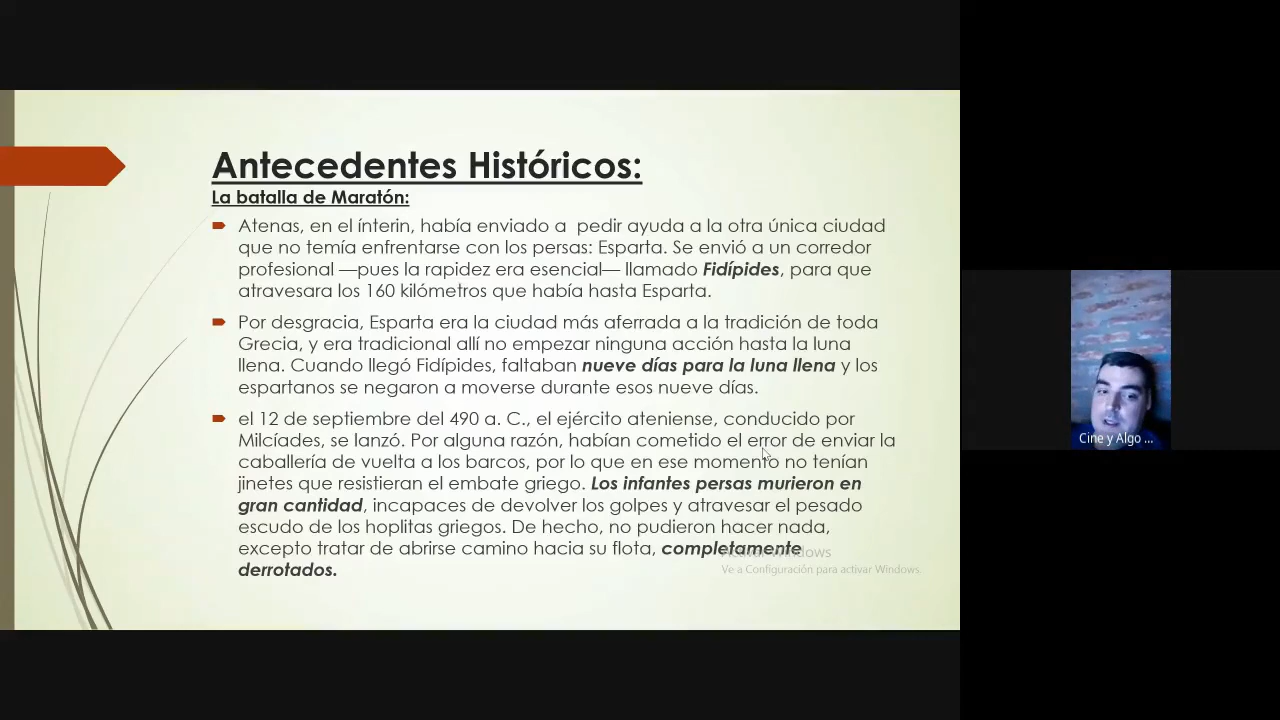 Antecedentes Históricos:
La batalla de Maratón:
Atenas, en el ínterin, había enviado a pedir ayuda a la otra única ciudad
que no temía enfrentarse con los persas: Esparta. Se envió a un corredor
profesional —pues la rapidez era esencial— llamado Fidípides, para que
atravesara los 160 kilómetros que había hasta Esparta.
Por desgracia, Esparta era la ciudad más aferrada a la tradición de toda
Grecia, y era tradicional allí no empezar ninguna acción hasta la luna
llena. Cuando llegó Fidípides, faltaban nueve días para la luna llena y los
espartanos se negaron a moverse durante esos nueve días.
el 12 de septiembre del 490 a. C., el ejército ateniense, conducido por
Milcíades, se lanzó. Por alguna razón, habían cometido el error de enviar la
caballería de vuelta a los barcos, por lo que en ese momento no tenían
jinetes que resistieran el embate griego. Los infantes persas murieron en
gran cantidad, incapaces de devolver los golpes y atravesar el pesado
escudo de los hoplitas griegos. De hecho, no pudieron hacer nada,
excepto tratar de abrirse camino hacia su flota, completamente
derrotados.
Activar Windows
Ve a Configuración para activar Windows.
Cine y Algo ...